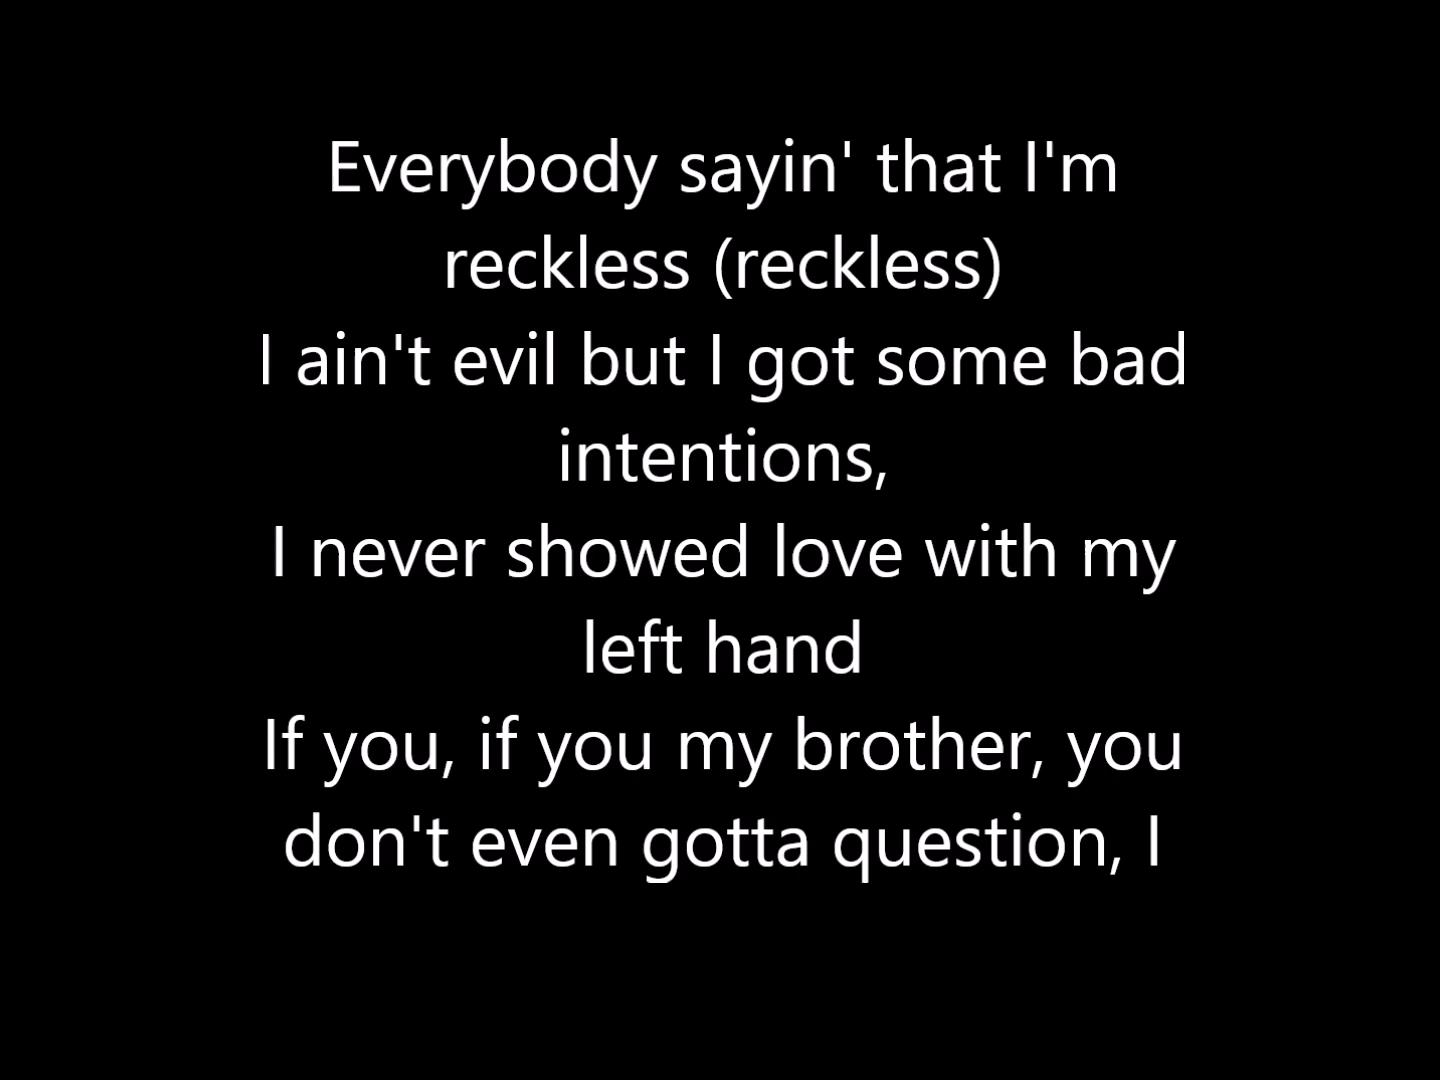 Everybody sayin' that I'm
reckless (reckless)
I ain't evil but I got some bad
intentions,
I never showed love with my
left hand
If you, if you my brother, you
don't even gotta question, I